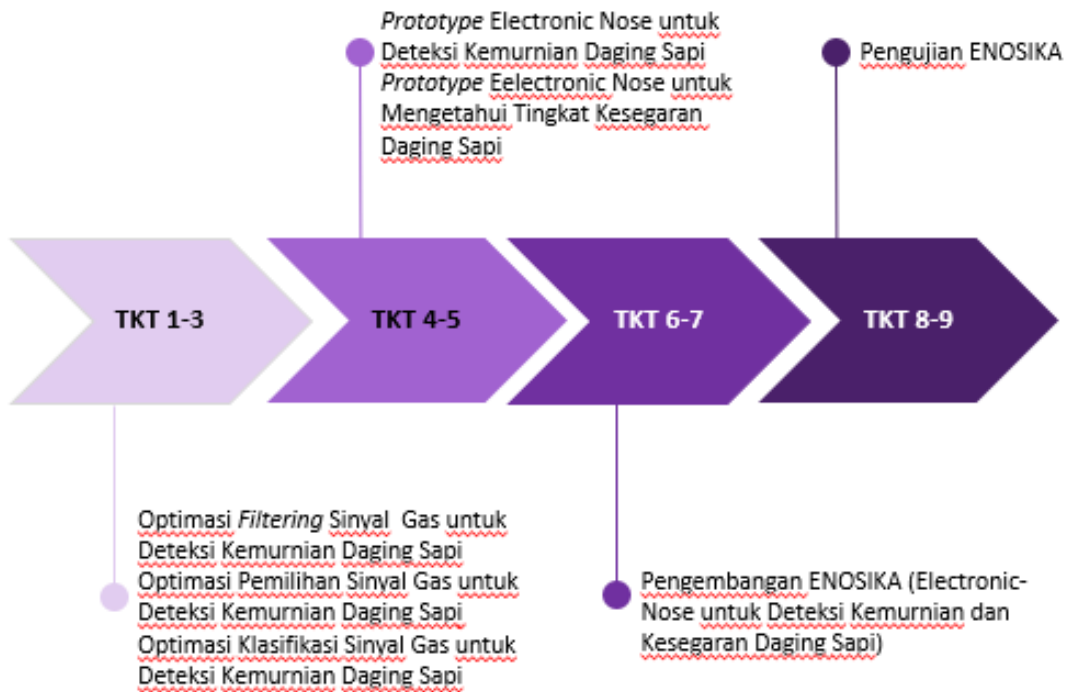 Prototype Electronic Nose untuk
Deteksi Kemurnian Daging Sapi
Prototype Eelectronic Nose untuk
Mengetahui Tingkat Kesegaran
Daging Sapi
Pengujian ENOSIKA
TKT 1-3
TKT 4-5
TKT 6-7
TKT 8-9
Optimasi Filtering Sinyal Gas untuk
Deteksi Kemurnian Daging Sapi
Optimasi Pemilihan Sinyal Gas untuk
Deteksi Kemurnian Daging Sapi
Optimasi Klasifikasi Sinyal Gas untuk
Deteksi Kemurnian Daging Sapi
Pengembangan ENOSIKA (Electronic-
Nose untuk Deteksi Kemurnian dan
Kesegaran Daging Sapi)